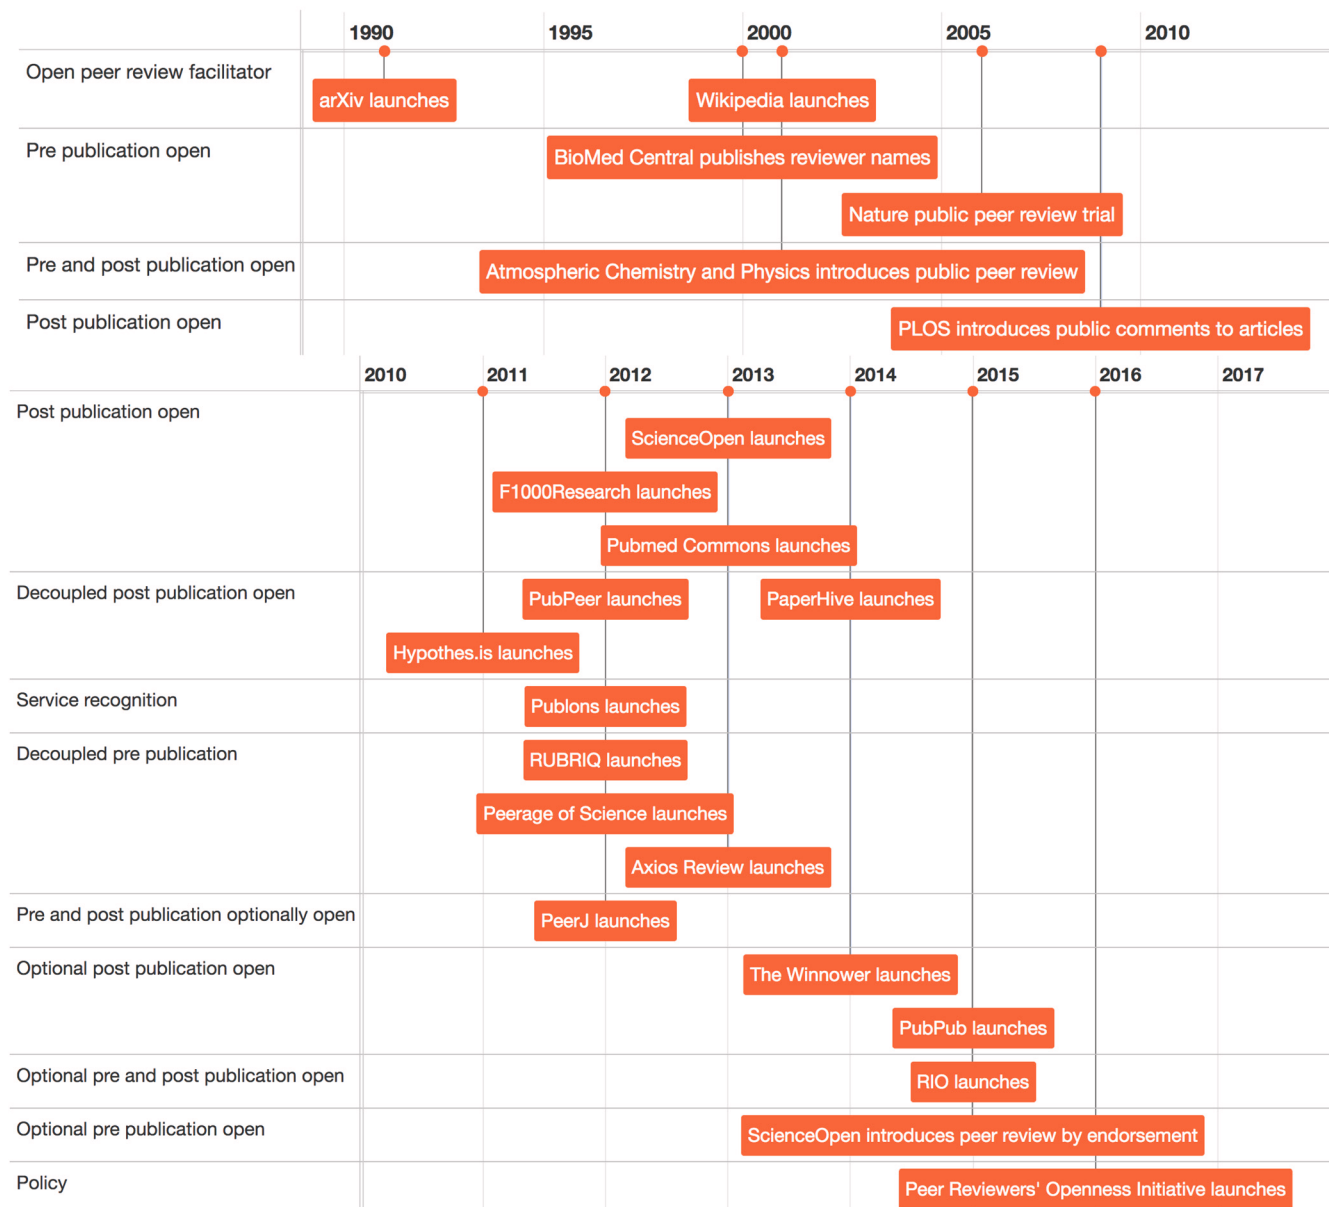 1990 1995 2000 2005 2010
Open peer review facilitator
arXiv launches Wikipedia launches
Pre publication open
BioMed Central publishes reviewer names
Nature public peer review trial
Pre and post publication open
Atmospheric Chemistry and Physics introduces public peer review
Post publication open
PLOS introduces public comments to articles
2010 2011 2012 2013 2014 2015 2016 2017
Post publication open
ScienceOpen launches
F1000Research launches
Pubmed Commons launches
Decoupled post publication open
PubPeer launches PaperHive launches
Hypothes.is launches
Service recognition
Publons launches
Decoupled pre publication
RUBRIQ launches
Peerage of Science launches
Axios Review launches
Pre and post publication optionally open
PeerJ launches
Optional post publication open
The Winnower launches
PubPub launches
Optional pre and post publication open
RIO launches
Optional pre publication open
ScienceOpen introduces peer review by endorsement
Policy
Peer Reviewers' Openness Initiative launches